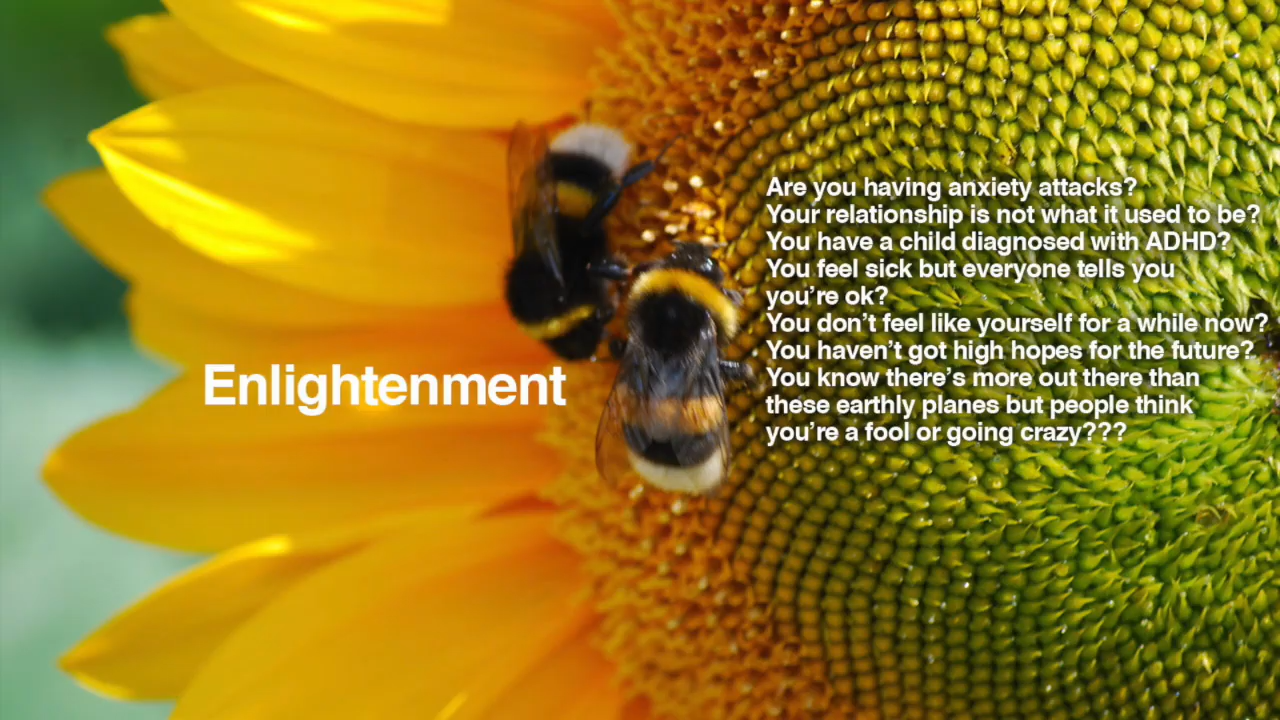 Enlightenment
Are you having anxiety attacks?
Your relationship is not what it used to be?
You have a child diagnosed with ADHD?
You feel sick but everyone tells you
you’re ok?
You don’t feel like yourself for a while now?
You haven’t got high hopes for the future?
You know there’s more out there than
these earthly planes but people think
you’re a fool or going crazy???